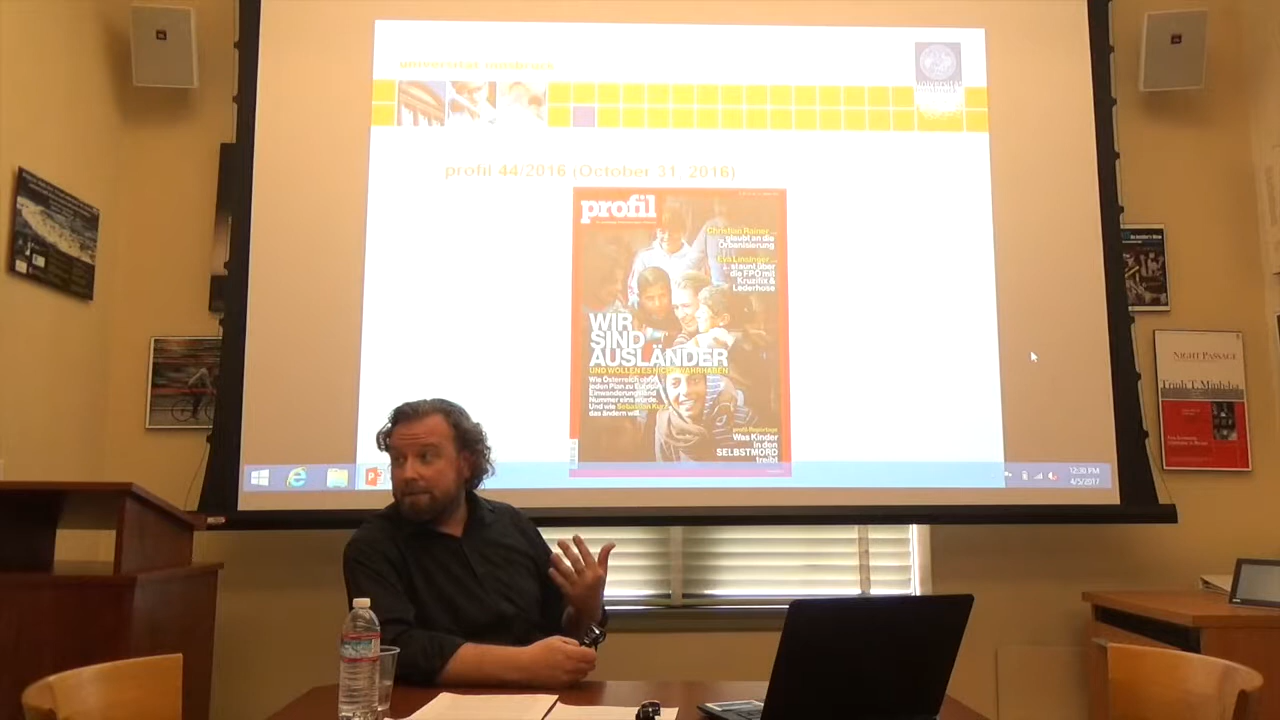 universität innsbruck
profil 44/2016 (October 31, 2016)
profil
Christian Rainer
glaubt an die
Urbanisierung
Eva Linsinger
staunt über
die FPÖ mit
Kruzifix &
Lederhose
WIR
SIND
AUSLÄNDER
UND WOLLEN ES NICHT WAHRHABEN
Wie Österreich ohne
jeden Plan zu Europas
Einwanderungsland
Nummer eins wurde.
Und wie Sebastian Kurz
das ändern will.
profil-Reportage
Was Kinder
in den
SELBSTMORD
treibt
12:30 PM
4/5/2017
NIGHT PASSAGE
Trinh T. Minh-ha